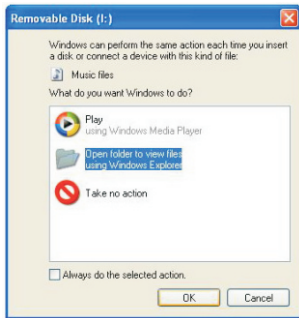 Removable Disk (I:)
Windows can perform the same action each time you insert
a disk or connect a device with this kind of file:
Music files
What do you want Windows to do?
Play
using Windows Media Player
Open folder to view files
using Windows Explorer
Take no action
Always do the selected action.
OK
Cancel